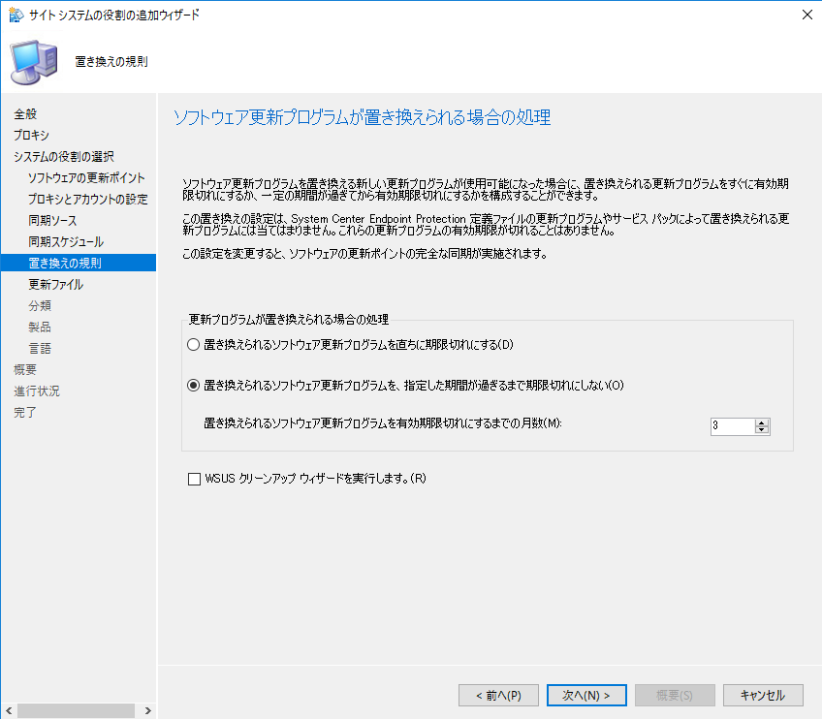 サイト システムの役割の追加ウィザード
置き換えの規則
全般
プロキシ
システムの役割の選択
ソフトウェアの更新ポイント
プロキシとアカウントの設定
同期ソース
同期スケジュール
置き換えの規則
更新ファイル
分類
製品
言語
概要
進行状況
完了
ソフトウェア更新プログラムが置き換えられる場合の処理
ソフトウェア更新プログラムを置き換える新しい更新プログラムが使用可能になった場合に、置き換えられる更新プログラムをすぐに有効期
限切れにするか、一定の期間が過ぎてから有効期限切れにするかを構成することができます。
この置き換えの設定は、System Center Endpoint Protection 定義ファイルの更新プログラムやサービス パックによって置き換えられる更
新プログラムには当てはまりません。これらの更新プログラムの有効期限が切れることはありません。
この設定を変更すると、ソフトウェアの更新ポイントの完全な同期が実施されます。
更新プログラムが置き換えられる場合の処理
置き換えられるソフトウェア更新プログラムを直ちに期限切れにする(D)
置き換えられるソフトウェア更新プログラムを、指定した期間が過ぎるまで期限切れにしない(O)
置き換えられるソフトウェア更新プログラムを有効期限切れにするまでの月数(M):
3
WSUS クリーンアップ ウィザードを実行します。(R)
< 前へ(P)
次へ(N) >
概要(S)
キャンセル